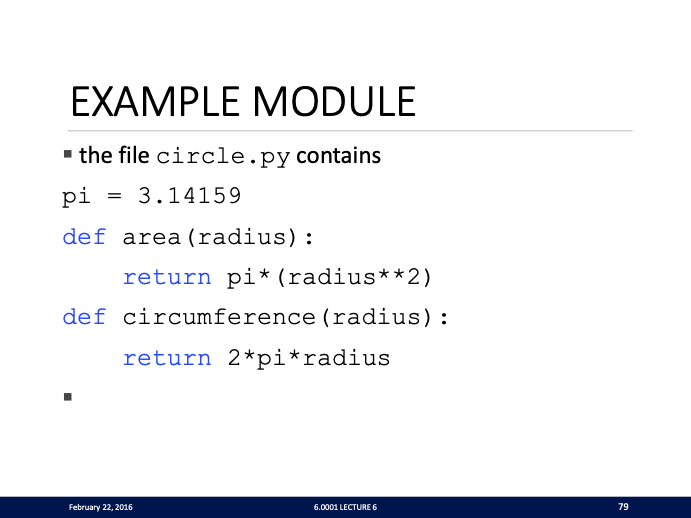 EXAMPLE MODULE
▪ the file circle.py contains
pi = 3.14159
def area(radius):
    return pi*(radius**2)
def circumference(radius):
    return 2*pi*radius
▪
February 22, 2016
6.0001 LECTURE 6
79